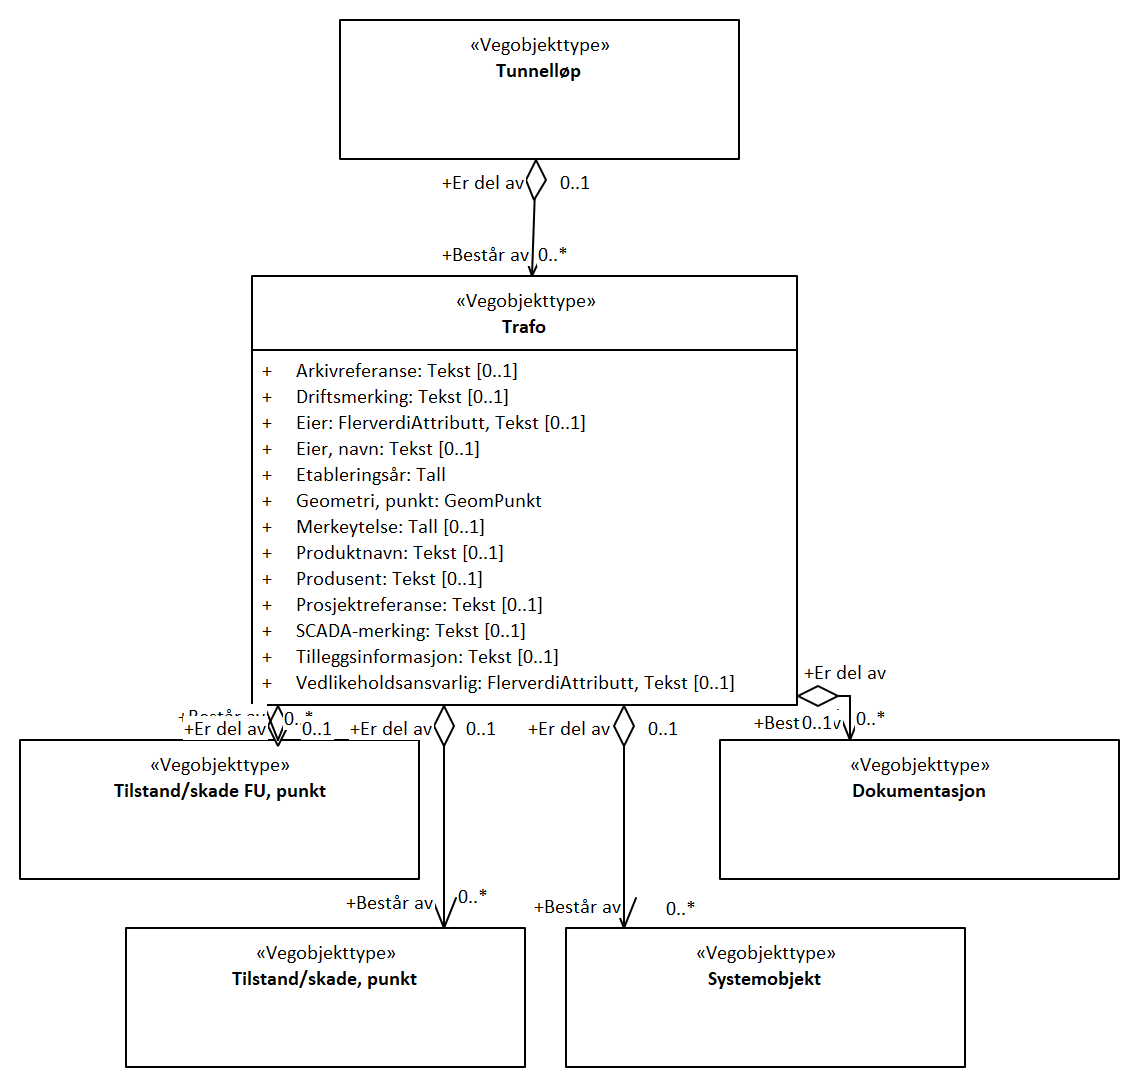 «Vegobjekttype»
Tunnelløp
+Er del av 0..1
+Består av 0..*
«Vegobjekttype»
Trafo
+ Arkivreferanse: Tekst [0..1]
+ Driftsmerking: Tekst [0..1]
+ Eier: FlerverdiAttributt, Tekst [0..1]
+ Eier, navn: Tekst [0..1]
+ Etableringsår: Tall
+ Geometri, punkt: GeomPunkt
+ Merkeytelse: Tall [0..1]
+ Produktnavn: Tekst [0..1]
+ Produsent: Tekst [0..1]
+ Prosjektreferanse: Tekst [0..1]
+ SCADA-merking: Tekst [0..1]
+ Tilleggsinformasjon: Tekst [0..1]
+ Vedlikeholdsansvarlig: FlerverdiAttributt, Tekst [0..1]
+Er del av
+Består av 0..*
+Best 0..1 v 0..*
+Er del av 0..1 +Er del av 0..1 +Er del av 0..1
«Vegobjekttype»
Tilstand/skade FU, punkt
«Vegobjekttype»
Dokumentasjon
+Består av 0..*
+Består av 0..*
«Vegobjekttype»
Tilstand/skade, punkt
«Vegobjekttype»
Systemobjekt